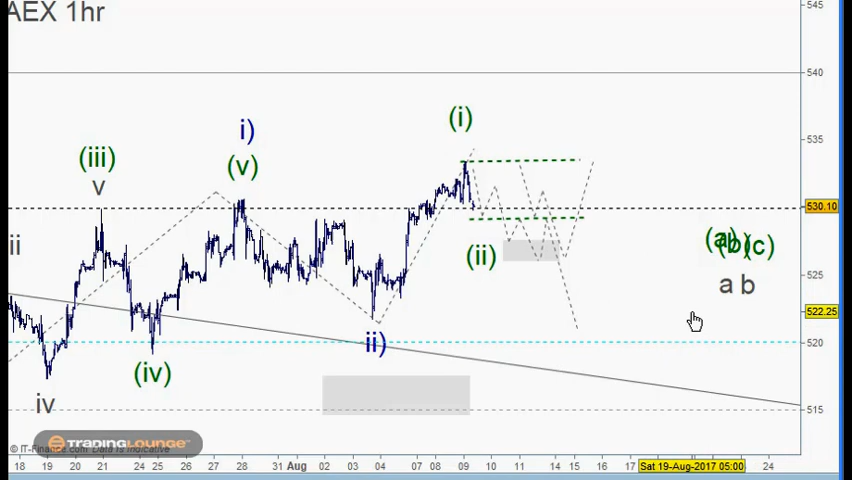 AEX 1hr
545
540
(i)
535
i)
(iii)
(v)
v
530.10
(b)(c)
ii
(ii)
525
a b
522.25
ii)
520
(iv)
iv
515
TRADINGLOUNGE
© IT-Finance.com Data is indicative
18 19 20 21 24 25 26 27 28 31 Aug 02 03 04 07 08 09 10 11 14 15 16 17 Sat 19-Aug-2017 05:00 24